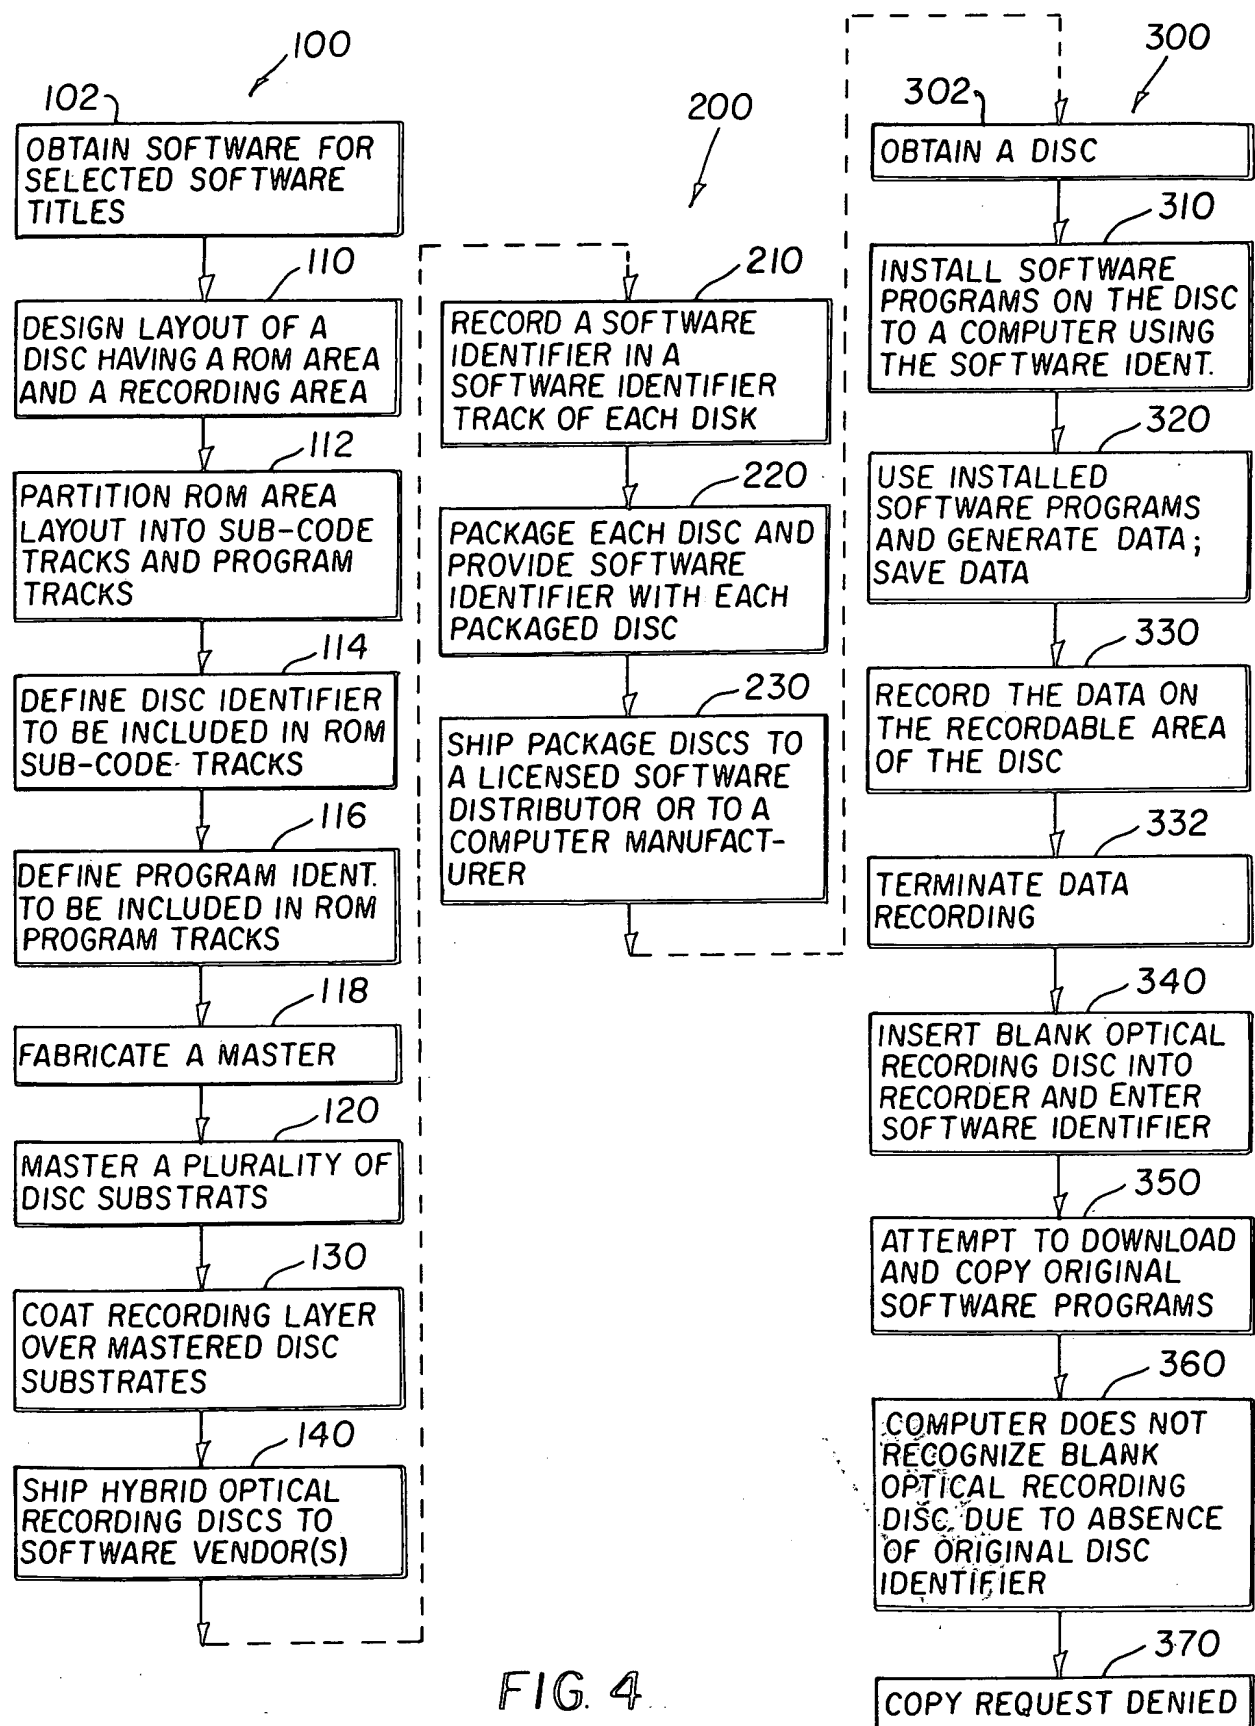 100
102
OBTAIN SOFTWARE FOR
SELECTED SOFTWARE
TITLES
110
DESIGN LAYOUT OF A
DISC HAVING A ROM AREA
AND A RECORDING AREA
112
PARTITION ROM AREA
LAYOUT INTO SUB-CODE
TRACKS AND PROGRAM
TRACKS
114
DEFINE DISC IDENTIFIER
TO BE INCLUDED IN ROM
SUB-CODE TRACKS
116
DEFINE PROGRAM IDENT.
TO BE INCLUDED IN ROM
PROGRAM TRACKS
118
FABRICATE A MASTER
120
MASTER A PLURALITY OF
DISC SUBSTRATS
130
COAT RECORDING LAYER
OVER MASTERED DISC
SUBSTRATES
140
SHIP HYBRID OPTICAL
RECORDING DISCS TO
SOFTWARE VENDOR(S)
200
210
RECORD A SOFTWARE
IDENTIFIER IN A
SOFTWARE IDENTIFIER
TRACK OF EACH DISK
220
PACKAGE EACH DISC AND
PROVIDE SOFTWARE
IDENTIFIER WITH EACH
PACKAGED DISC
230
SHIP PACKAGE DISCS TO
A LICENSED SOFTWARE
DISTRIBUTOR OR TO A
COMPUTER MANUFACT-
URER
300
302
OBTAIN A DISC
310
INSTALL SOFTWARE
PROGRAMS ON THE DISC
TO A COMPUTER USING
THE SOFTWARE IDENT.
320
USE INSTALLED
SOFTWARE PROGRAMS
AND GENERATE DATA;
SAVE DATA
330
RECORD THE DATA ON
THE RECORDABLE AREA
OF THE DISC
332
TERMINATE DATA
RECORDING
340
INSERT BLANK OPTICAL
RECORDING DISC INTO
RECORDER AND ENTER
SOFTWARE IDENTIFIER
350
ATTEMPT TO DOWNLOAD
AND COPY ORIGINAL
SOFTWARE PROGRAMS
360
COMPUTER DOES NOT
RECOGNIZE BLANK
OPTICAL RECORDING
DISC DUE TO ABSENCE
OF ORIGINAL DISC
IDENTIFIER
370
COPY REQUEST DENIED
FIG. 4